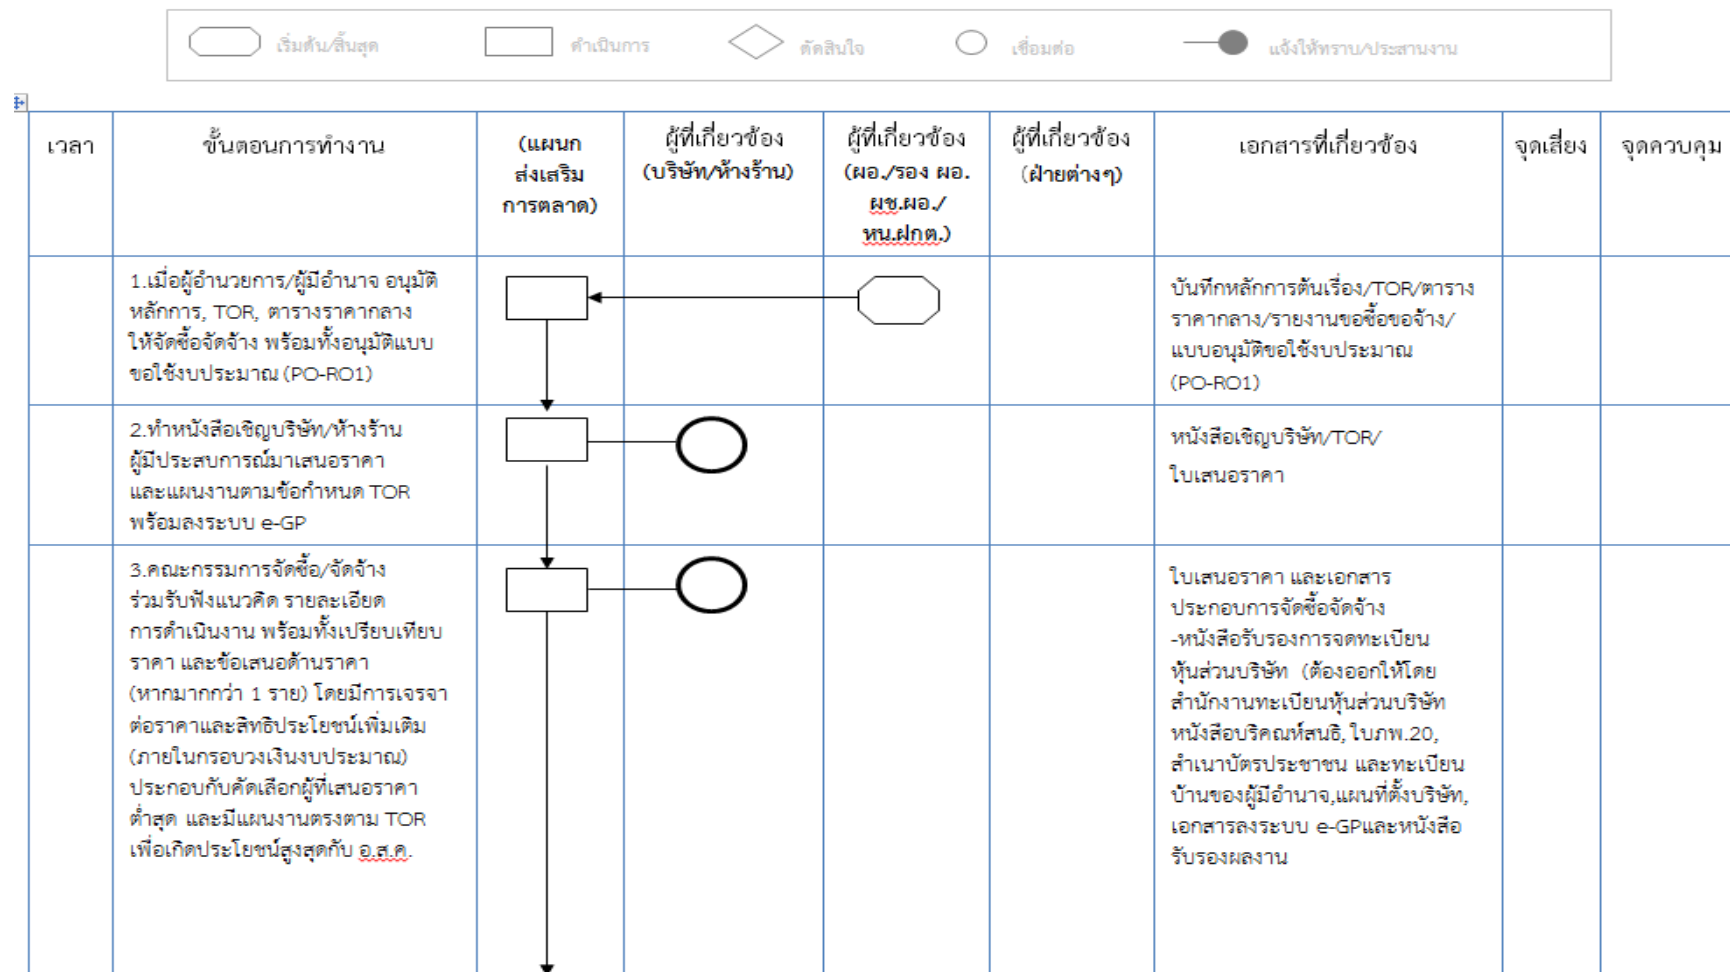 เริ่มต้น/สิ้นสุด
ดำเนินการ
ตัดสินใจ
เชื่อมต่อ
แจ้งให้ทราบ/ประสานงาน
เวลา
ขั้นตอนการทำงาน
(แผนก
ส่งเสริม
การตลาด)
ผู้ที่เกี่ยวข้อง
(บริษัท/ห้างร้าน)
ผู้ที่เกี่ยวข้อง
(ผอ./รอง ผอ.
ผช.ผอ./
หน.ฝกต.)
ผู้ที่เกี่ยวข้อง
(ฝ่ายต่างๆ)
เอกสารที่เกี่ยวข้อง
จุดเสี่ยง
จุดควบคุม
1.เมื่อผู้อำนวยการ/ผู้มีอำนาจ อนุมัติ
หลักการ, TOR, ตารางราคากลาง
ให้จัดซื้อจัดจ้าง พร้อมทั้งอนุมัติแบบ
ขอใช้งบประมาณ (PO-RO1)
บันทึกหลักการต้นเรื่อง/TOR/ตาราง
ราคากลาง/รายงานขอซื้อขอจ้าง/
แบบอนุมัติขอใช้งบประมาณ
(PO-RO1)
2.ทำหนังสือเชิญบริษัท/ห้างร้าน
ผู้มีประสบการณ์มาเสนอราคา
และแผนงานตามข้อกำหนด TOR
พร้อมลงระบบ e-GP
หนังสือเชิญบริษัท/TOR/
ใบเสนอราคา
3.คณะกรรมการจัดซื้อ/จัดจ้าง
ร่วมรับฟังแนวคิด รายละเอียด
การดำเนินงาน พร้อมทั้งเปรียบเทียบ
ราคา และข้อเสนอด้านราคา
(หากมากกว่า 1 ราย) โดยมีการเจรจา
ต่อราคาและสิทธิประโยชน์เพิ่มเติม
(ภายในกรอบวงเงินงบประมาณ)
ประกอบกับคัดเลือกผู้ที่เสนอราคา
ต่ำสุด และมีแผนงานตรงตาม TOR
เพื่อเกิดประโยชน์สูงสุดกับ อ.ส.ค.
ใบเสนอราคา และเอกสาร
ประกอบการจัดซื้อจัดจ้าง
-หนังสือรับรองการจดทะเบียน
หุ้นส่วนบริษัท (ต้องออกให้โดย
สำนักงานทะเบียนหุ้นส่วนบริษัท
หนังสือบริคณห์สนธิ, ใบภพ.20,
สำเนาบัตรประชาชน และทะเบียน
บ้านของผู้มีอำนาจ,แผนที่ตั้งบริษัท,
เอกสารลงระบบ e-GPและหนังสือ
รับรองผลงาน